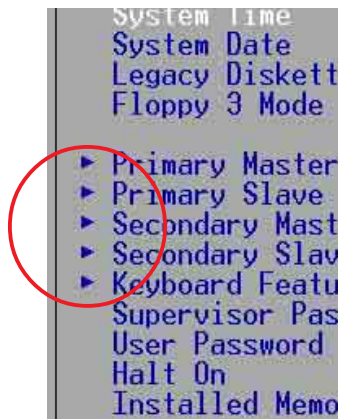 System Time
System Date
Legacy Diskett
Floppy 3 Mode
Primary Master
Primary Slave
Secondary Mast
Secondary Slav
Keyboard Featu
Supervisor Pas
User Password
Halt On
Installed Memo